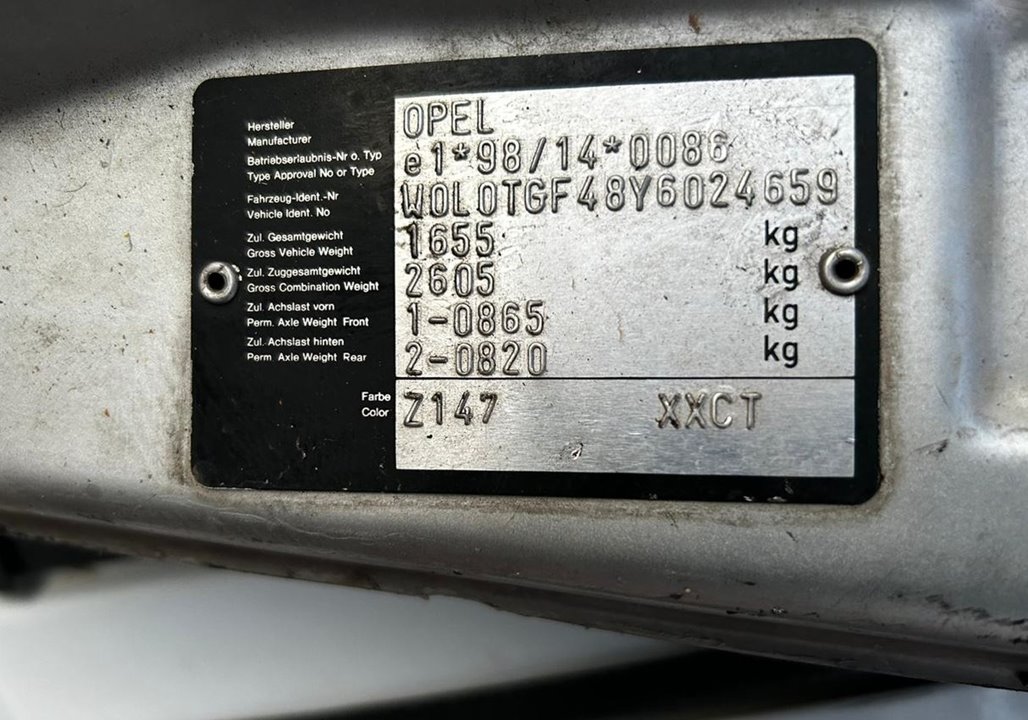 Hersteller
Manufacturer
OPEL
Betriebserlaubnis-Nr o. Typ
Type Approval No or Type
e1*98/14*0086
Fahrzeug-Ident.-Nr
Vehicle Ident. No
W0L0TGF48Y6024659
Zul. Gesamtgewicht
Gross Vehicle Weight
1655 kg
Zul. Zuggesamtgewicht
Gross Combination Weight
2605 kg
Zul. Achslast vorn
Perm. Axle Weight Front
1-0865 kg
Zul. Achslast hinten
Perm. Axle Weight Rear
2-0820 kg
Farbe
Color
Z147 XXCT